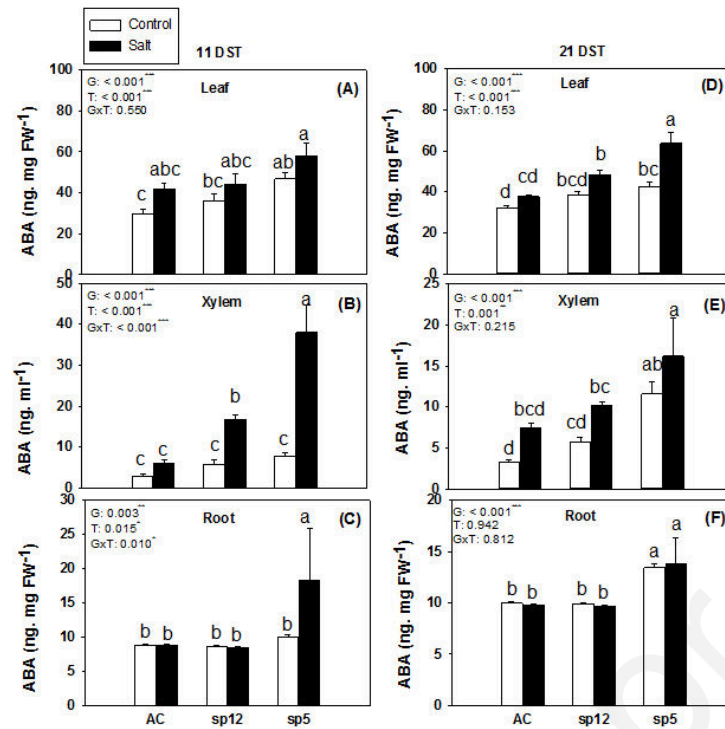 Control
Salt
11 DST
21 DST
100
80
60
40
20
0
ABA (ng. mg FW-1)
G: < 0.001***
T: < 0.001***
GxT: 0.550
Leaf
(A)
c
abc
bc
abc
ab
a
100
80
60
40
20
0
ABA (ng. mg FW-1)
G: < 0.001***
T: < 0.001***
GxT: 0.153
Leaf
(D)
d
cd
bcd
b
bc
a
50
40
30
20
10
0
ABA (ng. ml-1)
G: < 0.001***
T: < 0.001***
GxT: < 0.001***
Xylem
(B)
c
c
c
b
c
a
25
20
15
10
5
0
ABA (ng. ml-1)
G: < 0.001***
T: 0.001**
GxT: 0.215
Xylem
(E)
d
bcd
cd
bc
ab
a
30
25
20
15
10
5
0
ABA (ng. mg FW-1)
G: 0.003**
T: 0.015*
GxT: 0.010*
Root
(C)
b
b
b
b
b
a
AC
sp12
sp5
20
15
10
5
0
ABA (ng. mg FW-1)
G: < 0.001***
T: 0.942
GxT: 0.812
Root
(F)
b
b
b
b
a
a
AC
sp12
sp5